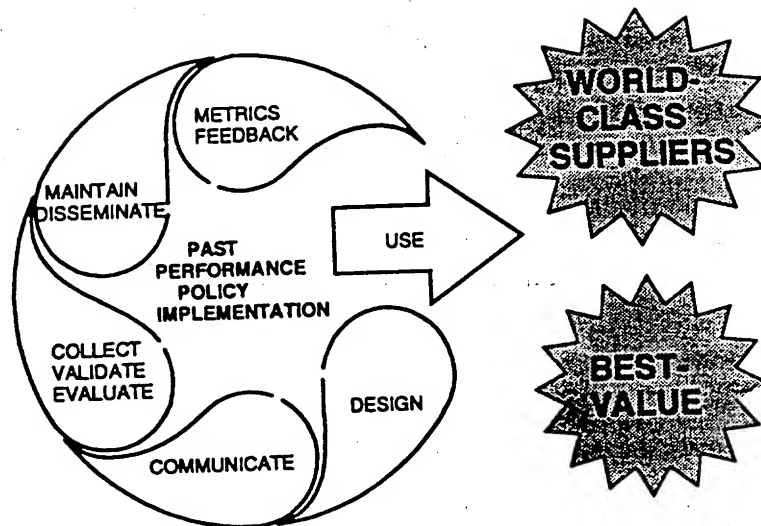 METRICS
FEEDBACK
MAINTAIN
DISSEMINATE
PAST
PERFORMANCE
POLICY
IMPLEMENTATION
COLLECT
VALIDATE
EVALUATE
COMMUNICATE
DESIGN
USE
WORLD-
CLASS
SUPPLIERS
BEST-
VALUE